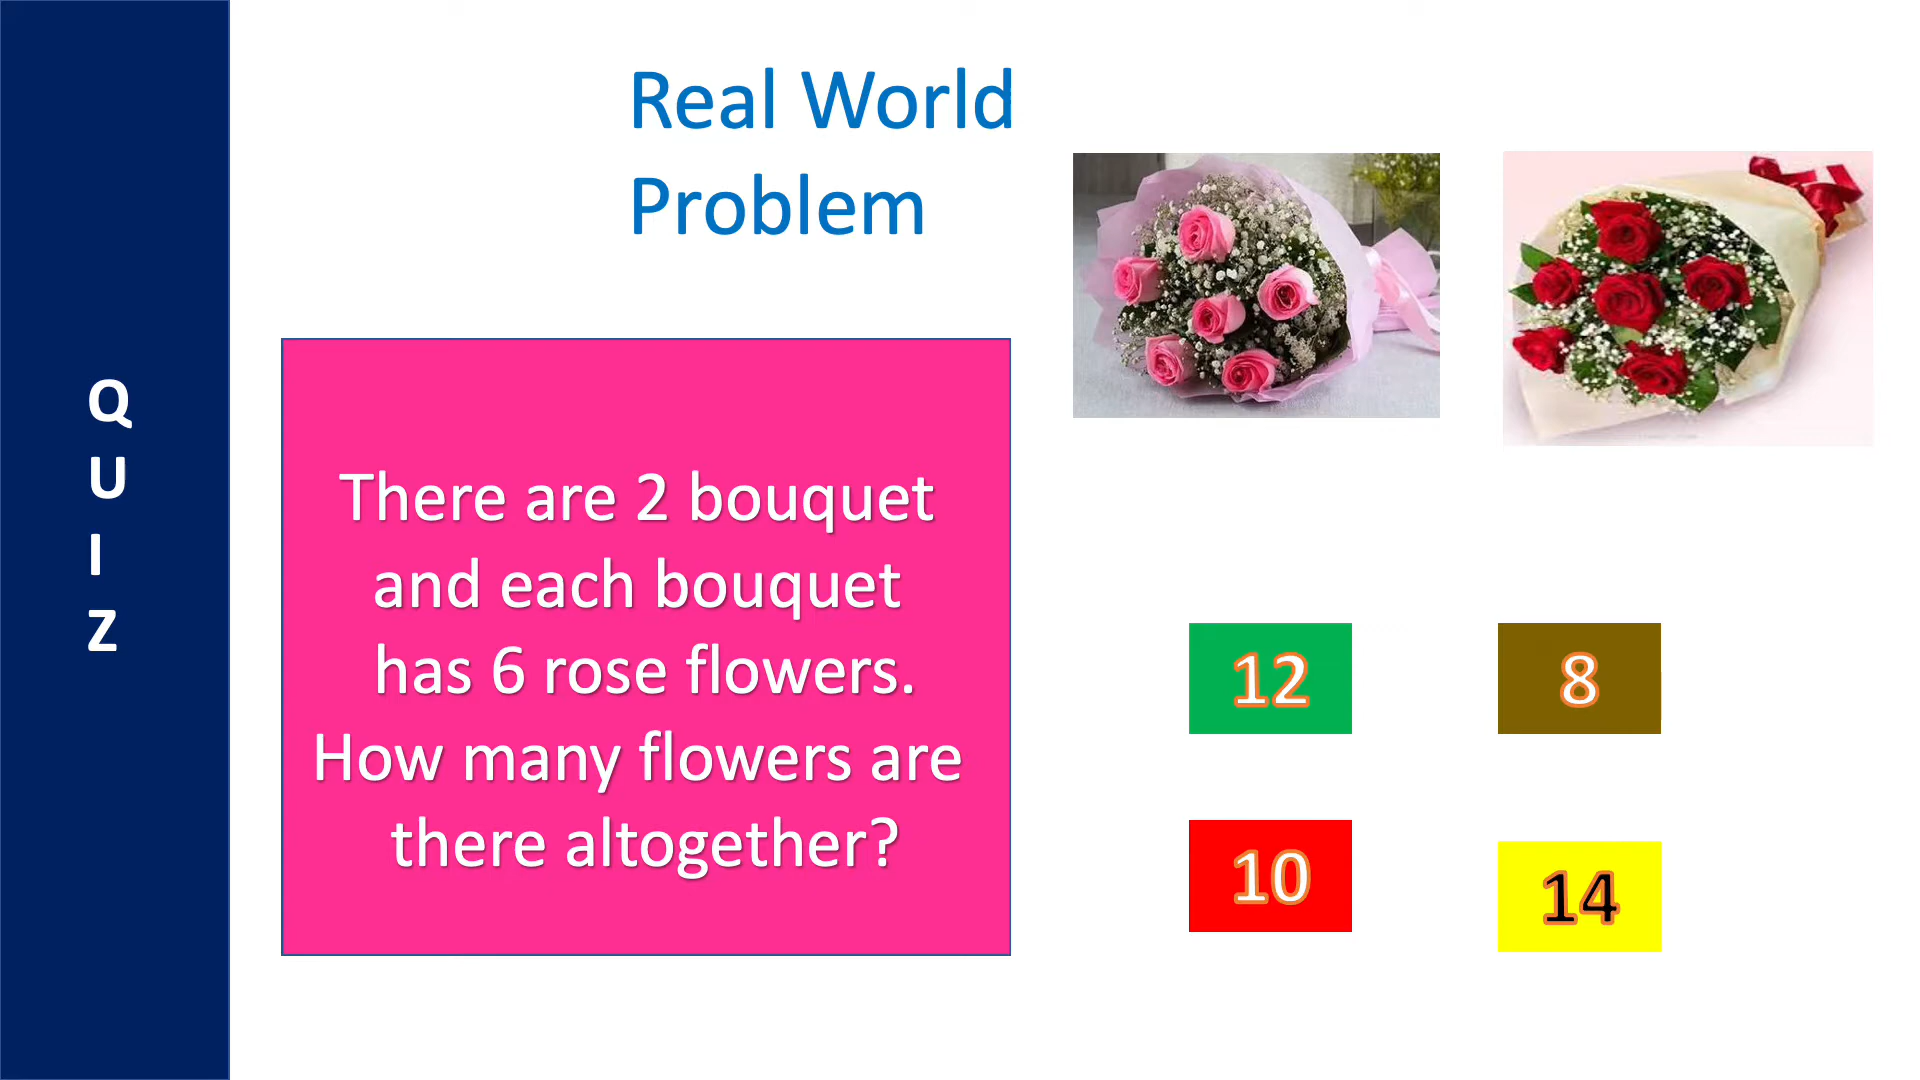 Real World
Problem
Q
U
I
Z
There are 2 bouquet
and each bouquet
has 6 rose flowers.
How many flowers are
there altogether?
12
8
10
14